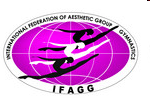 INTERNATIONAL FEDERATION OF AESTHETIC GROUP GYMNASTICS
IFAGG